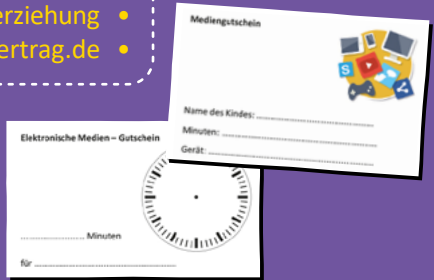 erziehung •
ertrag.de •
Mediengutschein
S
Name des Kindes: ........................................
Minuten: ........................................
Gerät: ........................................
Elektronische Medien – Gutschein
.................... Minuten
für ........................................